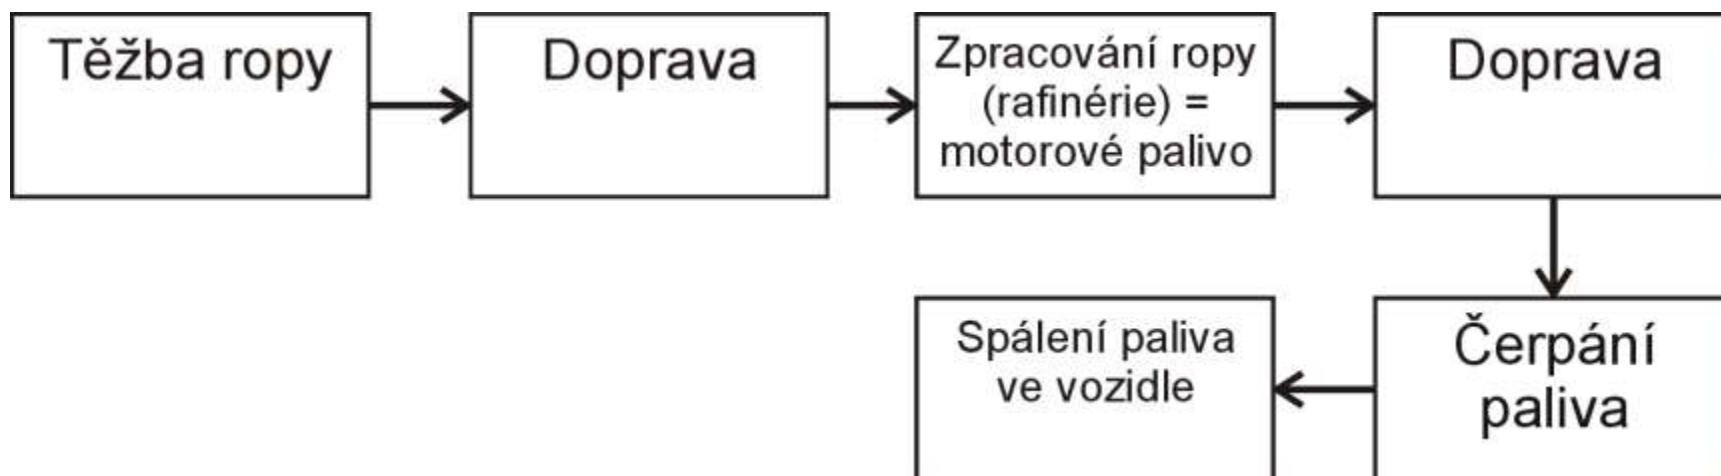 Těžba ropy
Doprava
Zpracování ropy
(rafinérie) =
motorové palivo
Doprava
Čerpání
paliva
Spálení paliva
ve vozidle